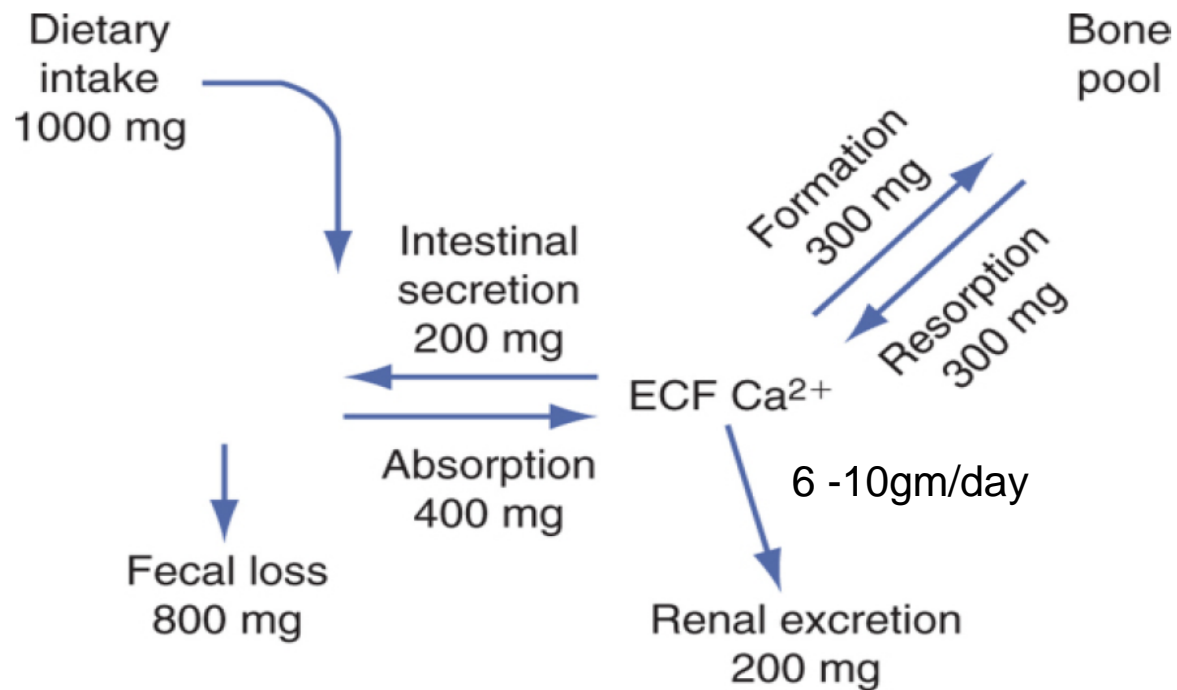 Dietary
intake
1000 mg
Bone
pool
Formation
300 mg
Resorption
300 mg
Intestinal
secretion
200 mg
ECF Ca²⁺
Absorption
400 mg
6 -10gm/day
Fecal loss
800 mg
Renal excretion
200 mg